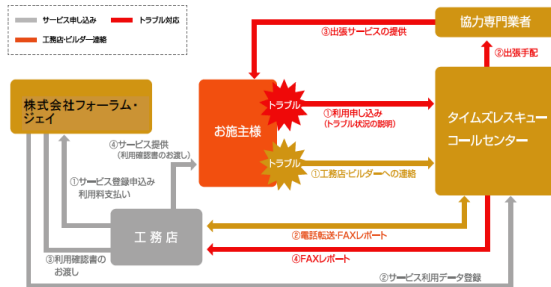 サービス申し込み
トラブル対応
工務店・ビルダー連絡
協力専門業者
③出張サービスの提供
②出張手配
株式会社フォーラム・
ジェイ
お施主様
トラブル
①利用申し込み
(トラブル状況の説明)
タイムズレスキュー
コールセンター
④サービス提供
(利用確認書のお渡し)
トラブル
①工務店・ビルダーへの連絡
①サービス登録申込み
利用料支払い
工務店
②電話転送・FAXレポート
③利用確認書の
お渡し
④FAXレポート
②サービス利用データ登録